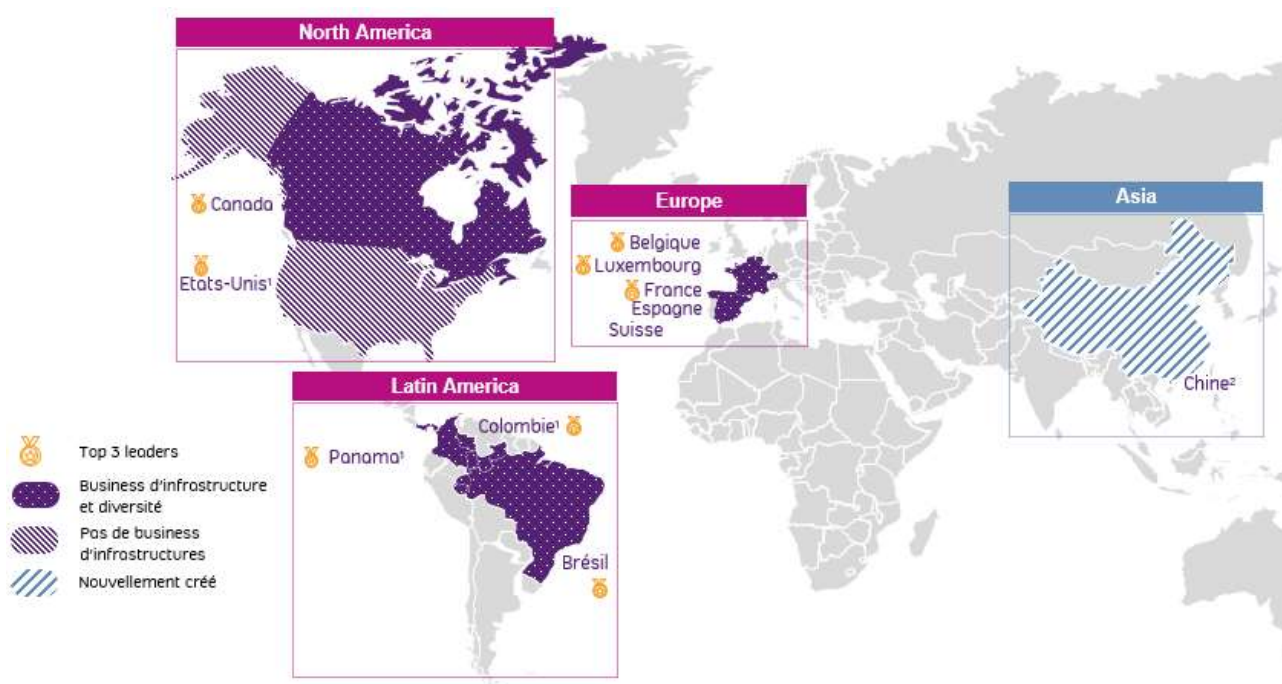 North America
Canada
Etats-Unis¹
Europe
Belgique
Luxembourg
France
Espagne
Suisse
Asia
Chine²
Latin America
Colombie¹
Panama¹
Brésil
Top 3 leaders
Business d'infrastructure
et diversité
Pas de business
d'infrastructures
Nouvellement créé